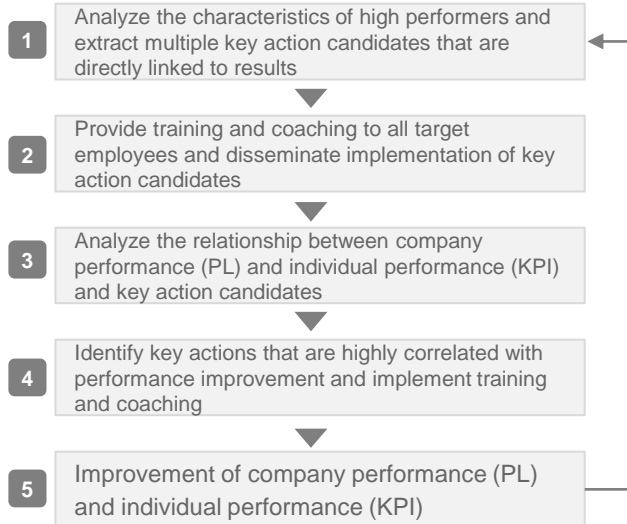 1
Analyze the characteristics of high performers and
extract multiple key action candidates that are
directly linked to results
2
Provide training and coaching to all target
employees and disseminate implementation of key
action candidates
3
Analyze the relationship between company
performance (PL) and individual performance (KPI)
and key action candidates
4
Identify key actions that are highly correlated with
performance improvement and implement training
and coaching
5
Improvement of company performance (PL)
and individual performance (KPI)